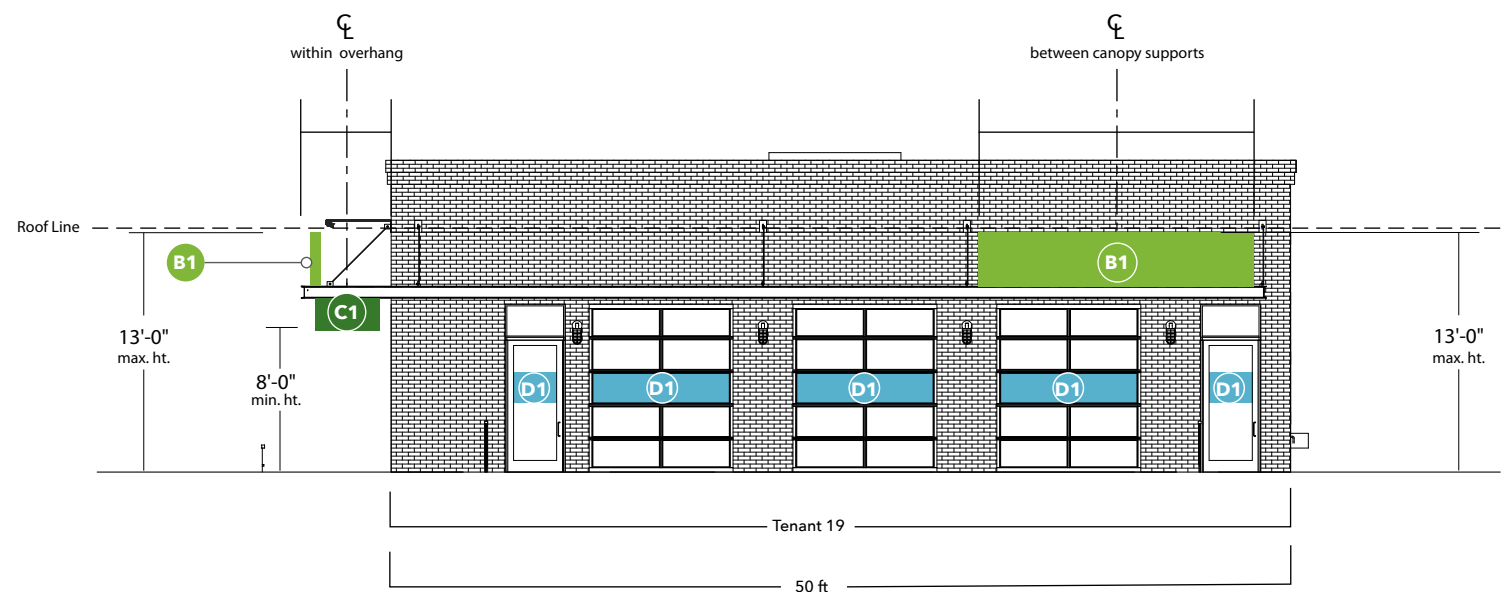 ℄
within overhang
℄
between canopy supports
Roof Line
B1
B1
C1
13'-0"
max. ht.
8'-0"
min. ht.
13'-0"
max. ht.
D1
D1
D1
D1
D1
Tenant 19
50 ft